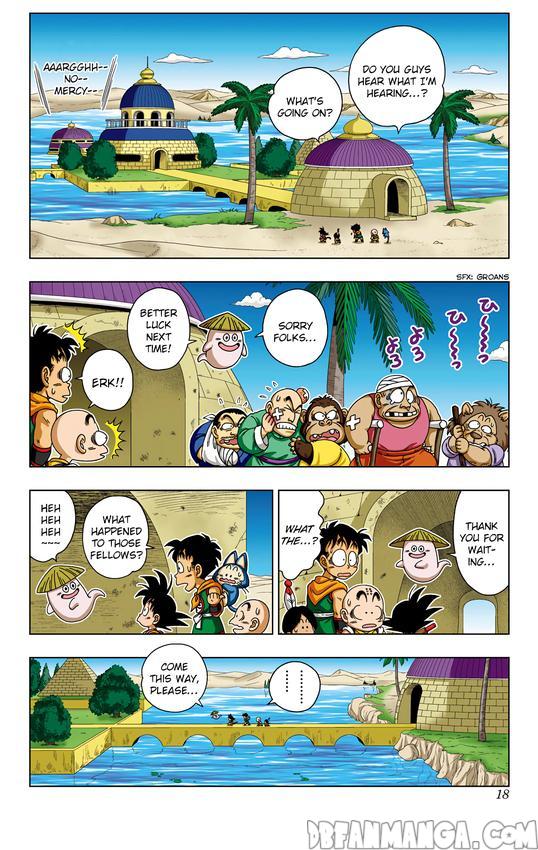 AAARGGHH--
NO--
MERCY--
WHAT'S
GOING ON?
DO YOU GUYS
HEAR WHAT I'M
HEARING...?
SFX: GROANS
BETTER
LUCK
NEXT
TIME!
SORRY
FOLKS...
ERK!!
ひ〜〜っ
ひ〜〜っ
よろ
よろ
HEH
HEH
HEH
~~~
WHAT
HAPPENED
TO THOSE
FELLOWS?
WHAT
THE...?
THANK
YOU FOR
WAIT-
ING...
COME
THIS WAY,
PLEASE...
18
DBFANMANGA.COM